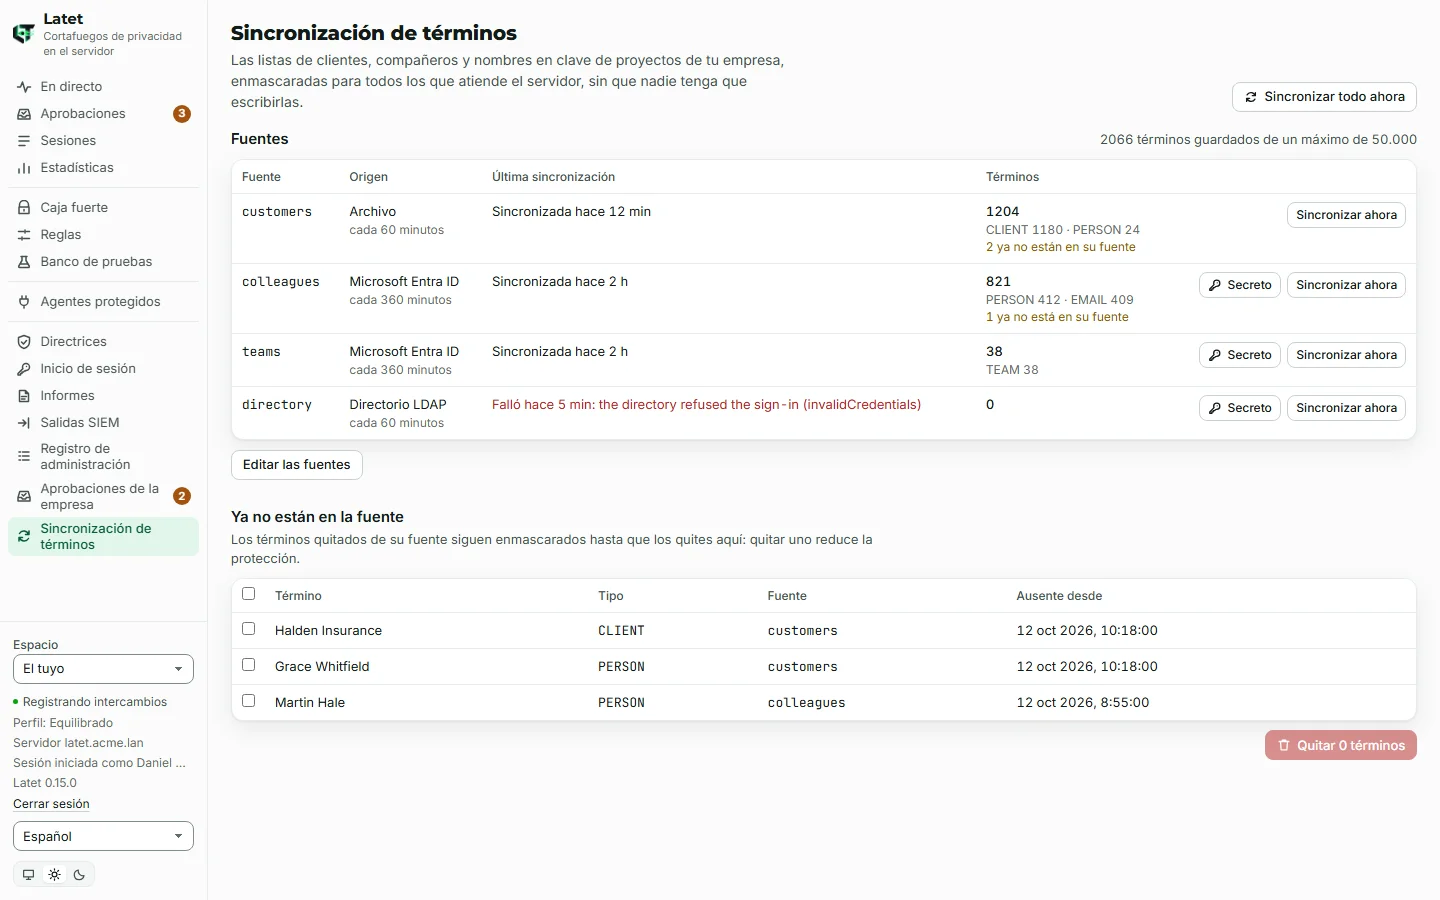 Latet
Cortafuegos de privacidad
en el servidor
En directo
Aprobaciones 3
Sesiones
Estadísticas
Caja fuerte
Reglas
Banco de pruebas
Agentes protegidos
Directrices
Inicio de sesión
Informes
Salidas SIEM
Registro de
administración
Aprobaciones de la
empresa 2
Sincronización de
términos
Espacio
El tuyo
Registrando intercambios
Perfil: Equilibrado
Servidor latet.acme.lan
Sesión iniciada como Daniel ...
Latet 0.15.0
Cerrar sesión
Español
Sincronización de términos
Las listas de clientes, compañeros y nombres en clave de proyectos de tu empresa,
enmascaradas para todos los que atiende el servidor, sin que nadie tenga que
escribirlas.
Sincronizar todo ahora
Fuentes
2066 términos guardados de un máximo de 50.000
Fuente Origen Última sincronización Términos
customers Archivo Sincronizada hace 12 min 1204 Sincronizar ahora
cada 60 minutos CLIENT 1180 · PERSON 24
2 ya no están en su fuente
colleagues Microsoft Entra ID Sincronizada hace 2 h 821 Secreto Sincronizar ahora
cada 360 minutos PERSON 412 · EMAIL 409
1 ya no está en su fuente
teams Microsoft Entra ID Sincronizada hace 2 h 38 Secreto Sincronizar ahora
cada 360 minutos TEAM 38
directory Directorio LDAP Falló hace 5 min: the directory refused the sign-in (invalidCredentials) 0 Secreto Sincronizar ahora
cada 60 minutos
Editar las fuentes
Ya no están en la fuente
Los términos quitados de su fuente siguen enmascarados hasta que los quites aquí: quitar uno reduce la
protección.
Término Tipo Fuente Ausente desde
Halden Insurance CLIENT customers 12 oct 2026, 10:18:00
Grace Whitfield PERSON customers 12 oct 2026, 10:18:00
Martin Hale PERSON colleagues 12 oct 2026, 8:55:00
Quitar 0 términos